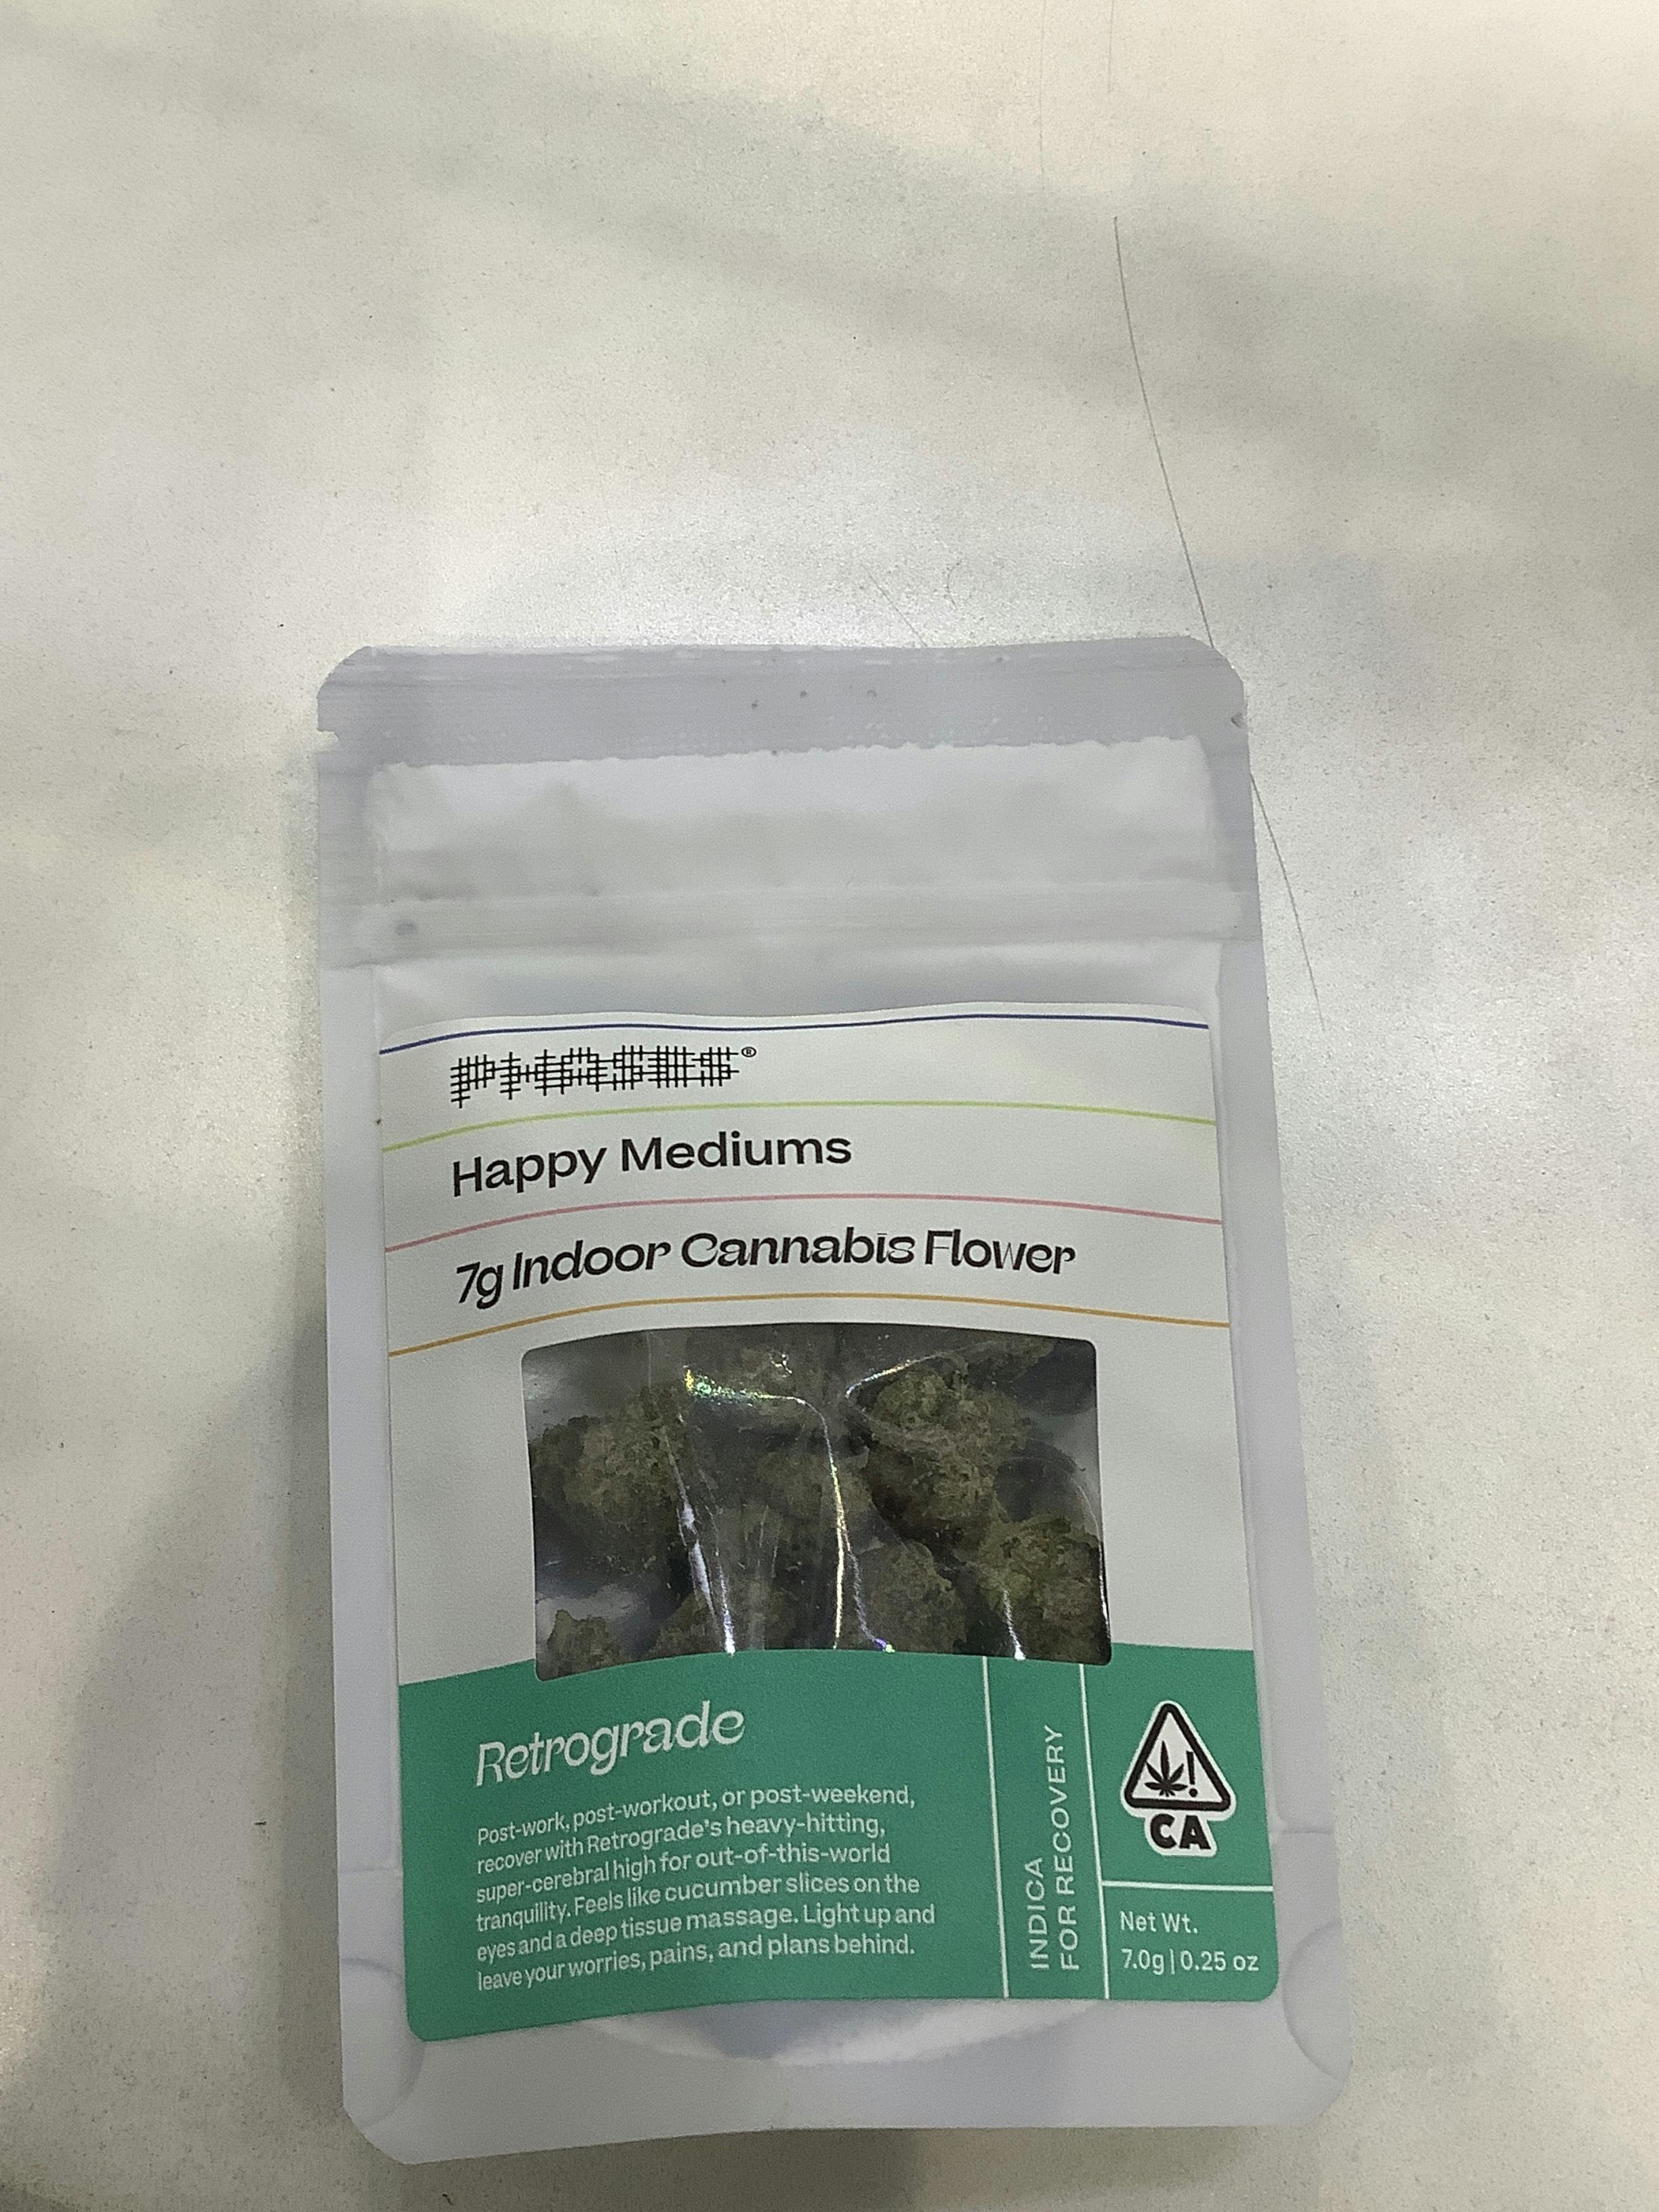 PHASES®
Happy Mediums
7g Indoor Cannabis Flower
Retrograde
Post-work, post-workout, or post-weekend,
recover with Retrograde's heavy-hitting,
super-cerebral high for out-of-this-world
tranquility. Feels like cucumber slices on the
eyes and a deep tissue massage. Light up and
leave your worries, pains, and plans behind.
INDICA
FOR RECOVERY
!
CA
Net Wt.
7.0g | 0.25 oz